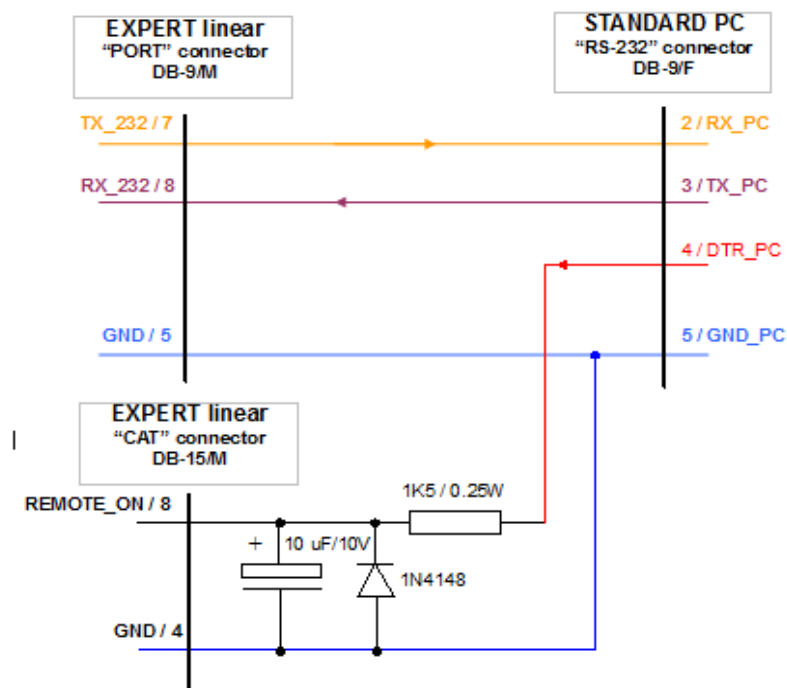 EXPERT linear
“PORT” connector
DB-9/M
STANDARD PC
“RS-232” connector
DB-9/F
TX_232 / 7
2 / RX_PC
RX_232 / 8
3 / TX_PC
4 / DTR_PC
GND / 5
5 / GND_PC
EXPERT linear
“CAT” connector
DB-15/M
1K5 / 0.25W
REMOTE_ON / 8
+ 10 uF/10V
1N4148
GND / 4